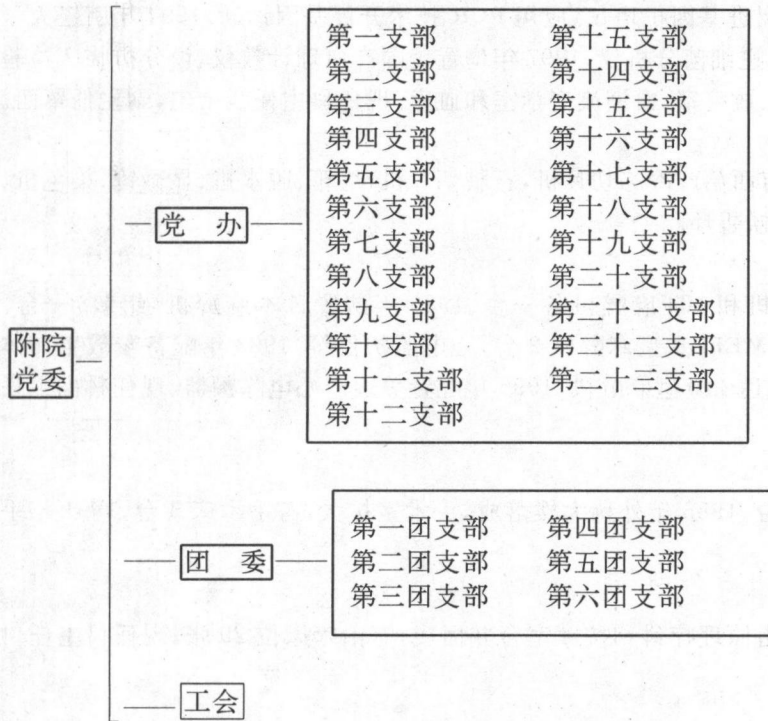 附院
党委
党 办
第一支部
第二支部
第三支部
第四支部
第五支部
第六支部
第七支部
第八支部
第九支部
第十支部
第十一支部
第十二支部
第十五支部
第十四支部
第十五支部
第十六支部
第十七支部
第十八支部
第十九支部
第二十支部
第二十一支部
第二十二支部
第二十三支部
团 委
第一团支部
第二团支部
第三团支部
第四团支部
第五团支部
第六团支部
工会